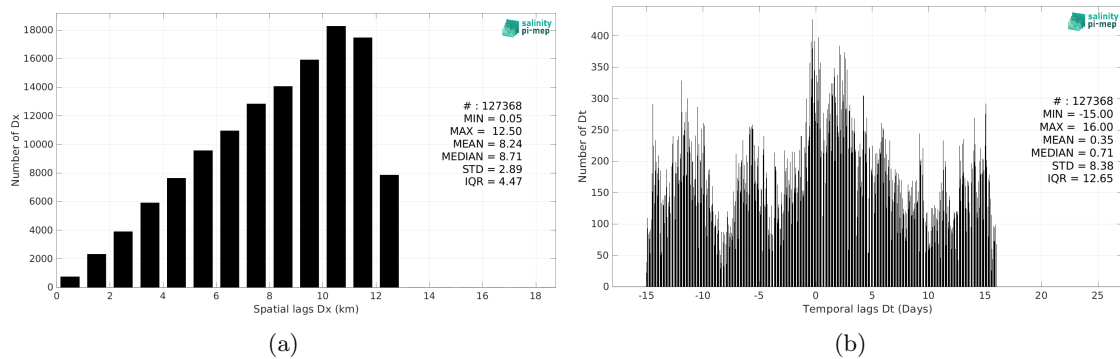 18000
16000
14000
12000
10000
8000
6000
4000
2000
0
Number of Dx
0 2 4 6 8 10 12 14 16 18
Spatial lags Dx (km)
salinity
pi-mep
# : 127368
MIN = 0.05
MAX = 12.50
MEAN = 8.24
MEDIAN = 8.71
STD = 2.89
IQR = 4.47
(a)
400
350
300
250
200
150
100
50
0
Number of Dt
-15 -10 -5 0 5 10 15 20 25
Temporal lags Dt (Days)
salinity
pi-mep
# : 127368
MIN = -15.00
MAX = 16.00
MEAN = 0.35
MEDIAN = 0.71
STD = 8.38
IQR = 12.65
(b)